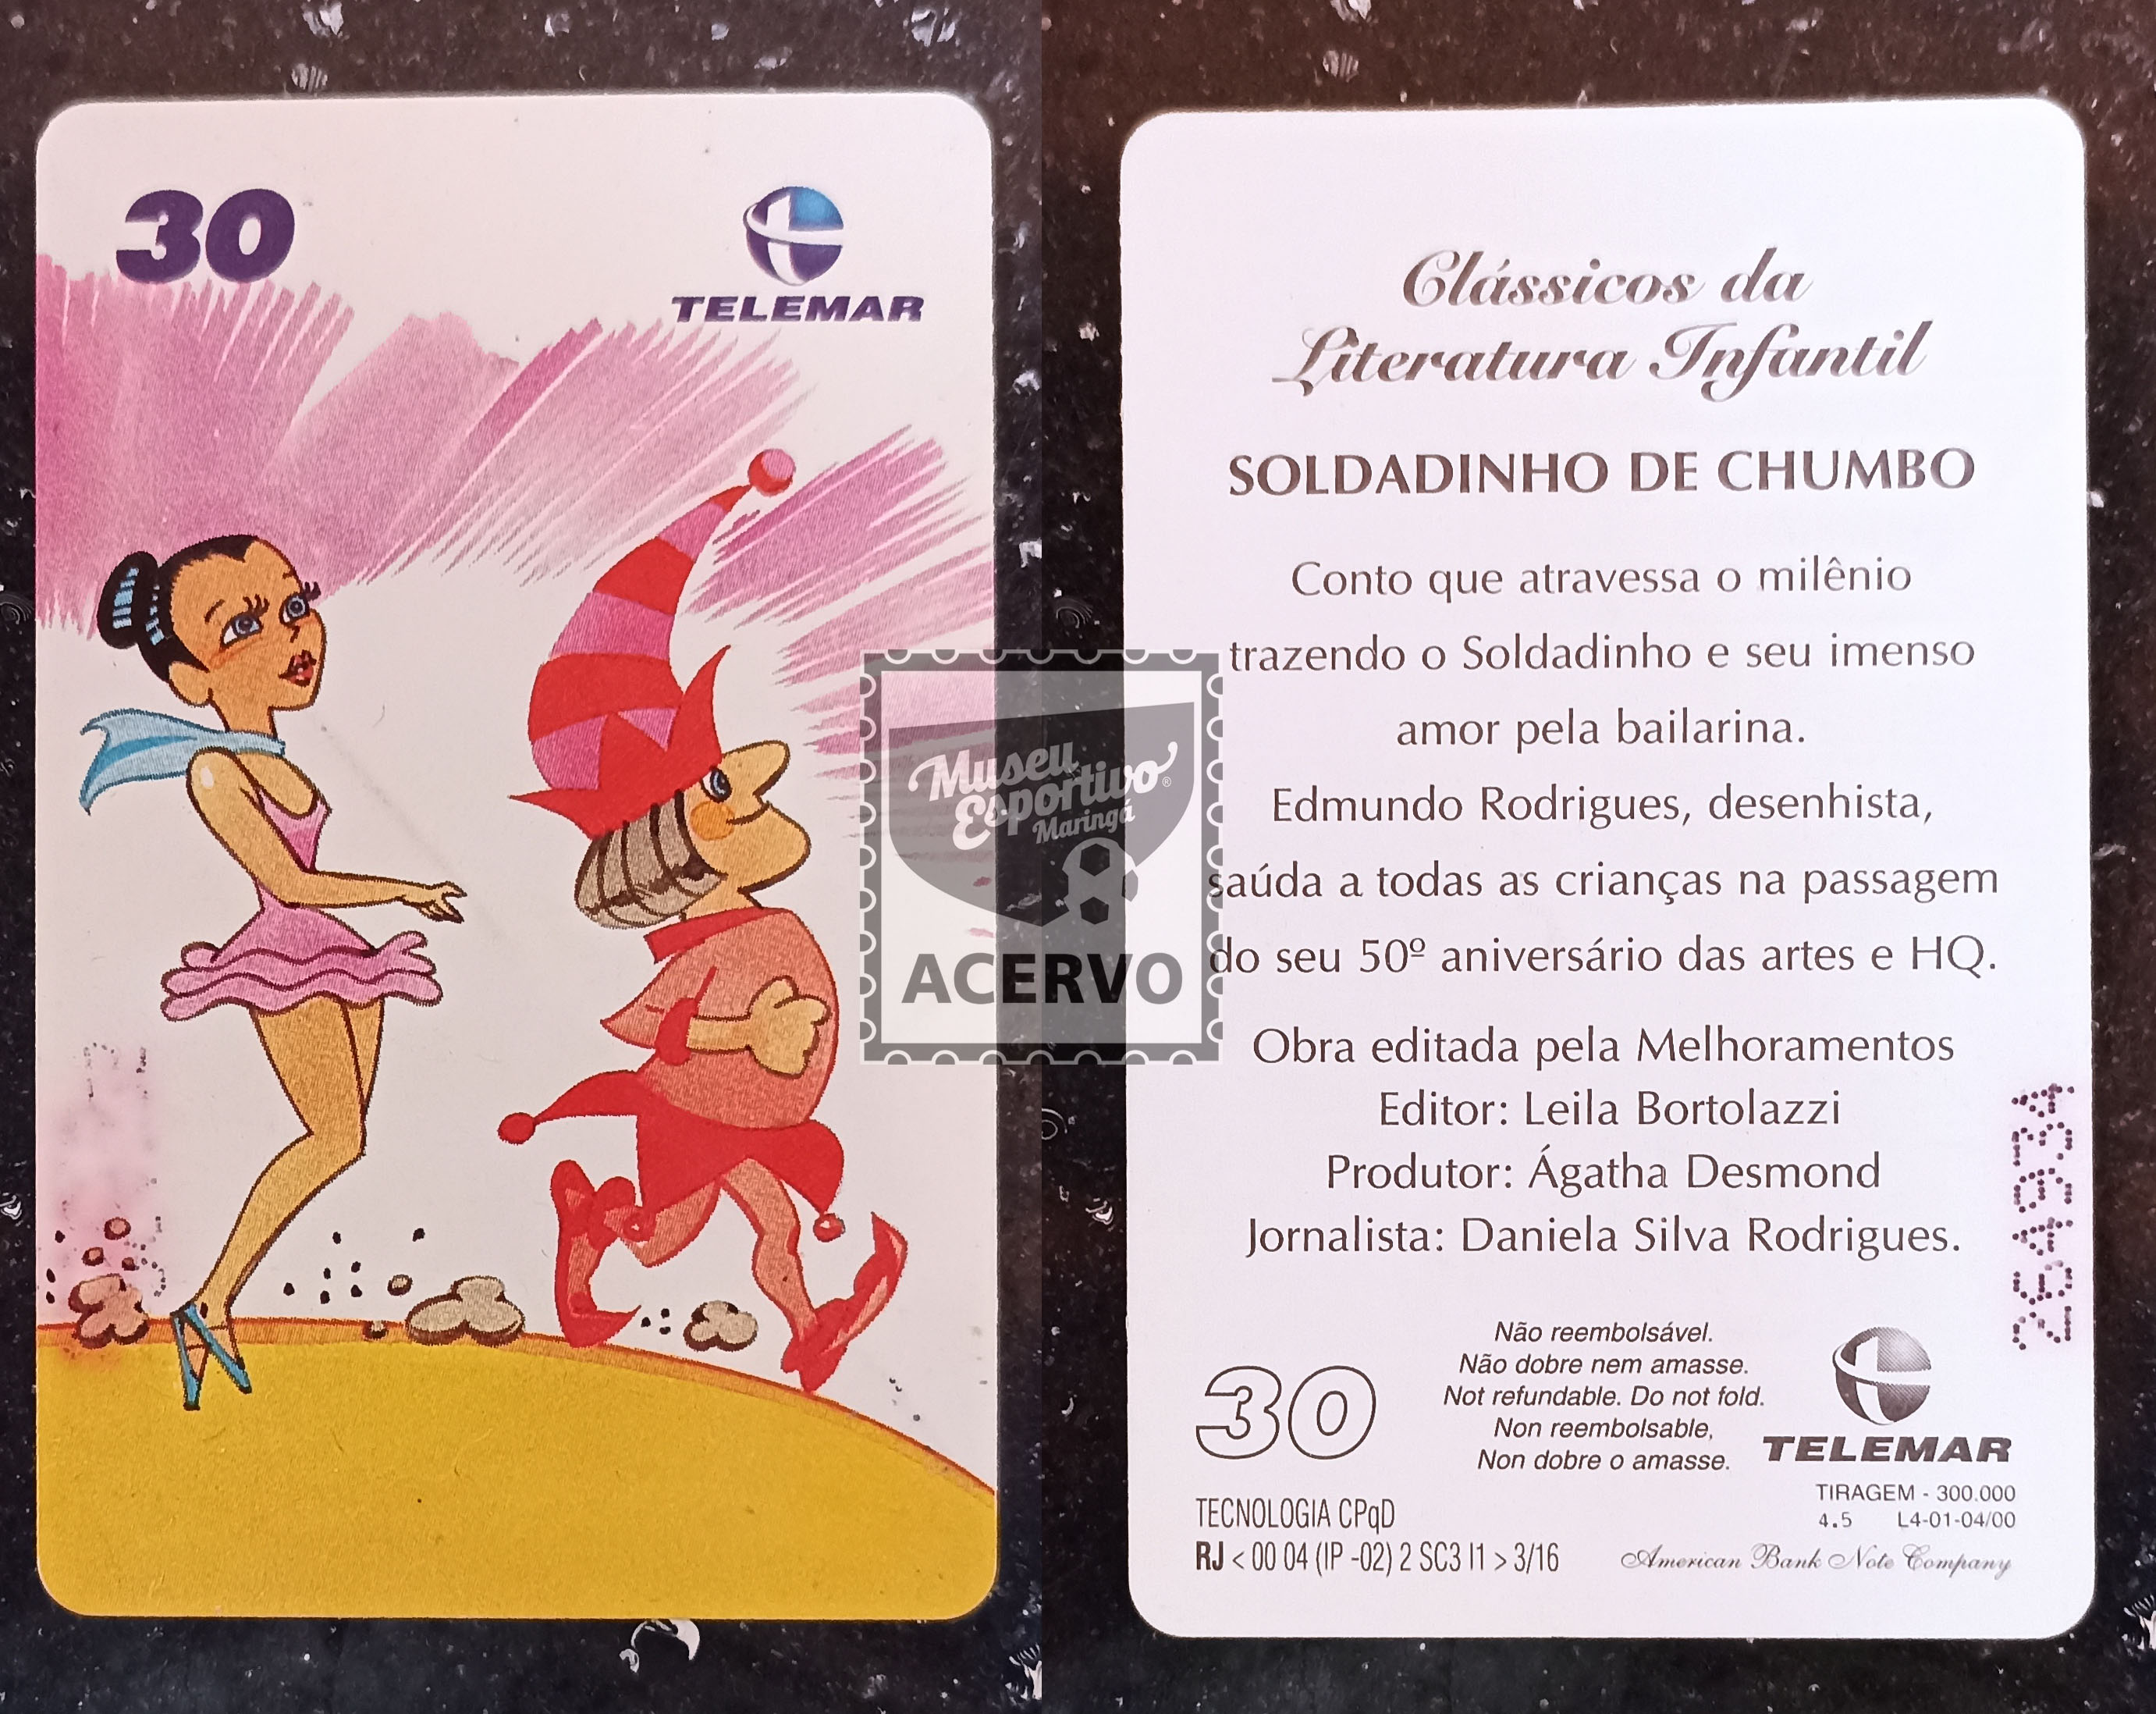 30
TELEMAR
Clássicos da
Literatura Infantil
SOLDADINHO DE CHUMBO
Conto que atravessa o milênio
trazendo o Soldadinho e seu imenso
amor pela bailarina.
Edmundo Rodrigues, desenhista,
saúda a todas as crianças na passagem
do seu 50º aniversário das artes e HQ.
Obra editada pela Melhoramentos
Editor: Leila Bortolazzi
Produtor: Ágatha Desmond
Jornalista: Daniela Silva Rodrigues.
Não reembolsável.
Não dobre nem amasse.
Not refundable. Do not fold.
Non reembolsable,
Non dobre o amasse.
30
TELEMAR
TIRAGEM - 300.000
4.5 L4-01-04/00
TECNOLOGIA CPqD
RJ < 00 04 (IP -02) 2 SC3 I1 > 3/16
American Bank Note Company
Museu
Esportivo®
Maringá
ACERVO